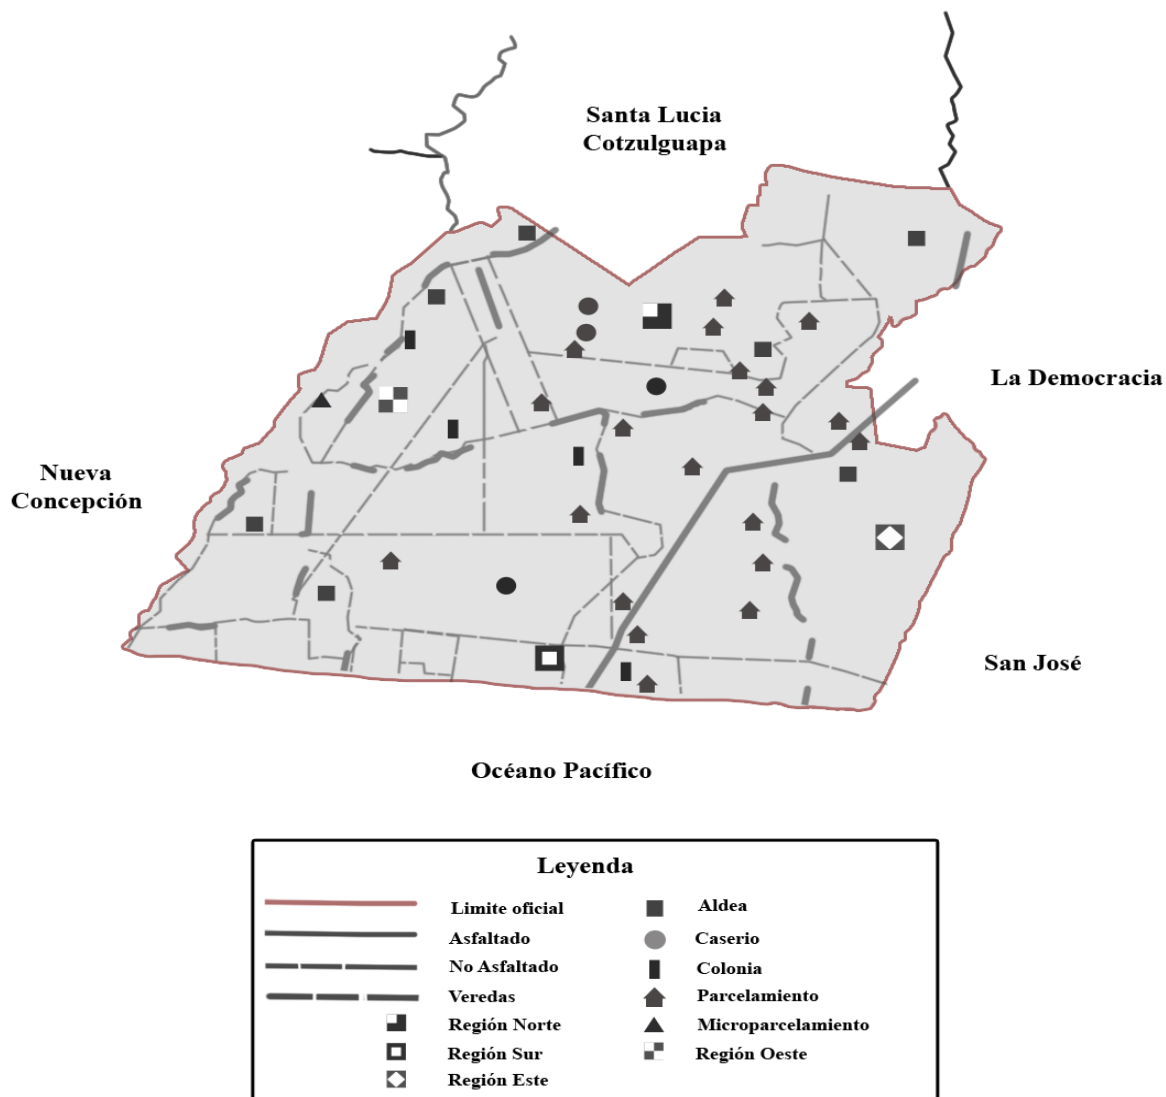 Santa Lucia
Cotzulguapa
La Democracia
Nueva
Concepción
San José
Océano Pacífico
Leyenda
Limite oficial
Asfaltado
No Asfaltado
Veredas
Región Norte
Región Sur
Región Este
Aldea
Caserio
Colonia
Parcelamiento
Microparcelamiento
Región Oeste